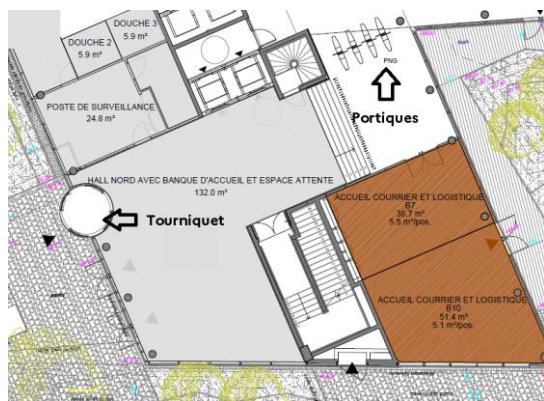 DOUCHE 3
5.9 m²
DOUCHE 2
5.9 m²
POSTE DE SURVEILLANCE
24.8 m²
PNG
Portiques
HALL NORD AVEC BANQUE D'ACCUEIL ET ESPACE ATTENTE
132.0 m²
Tourniquet
ACCUEIL COURRIER ET LOGISTIQUE
B7
38.7 m²
5.5 m²/pos.
ACCUEIL COURRIER ET LOGISTIQUE
B10
51.4 m²
5.1 m²/pos.